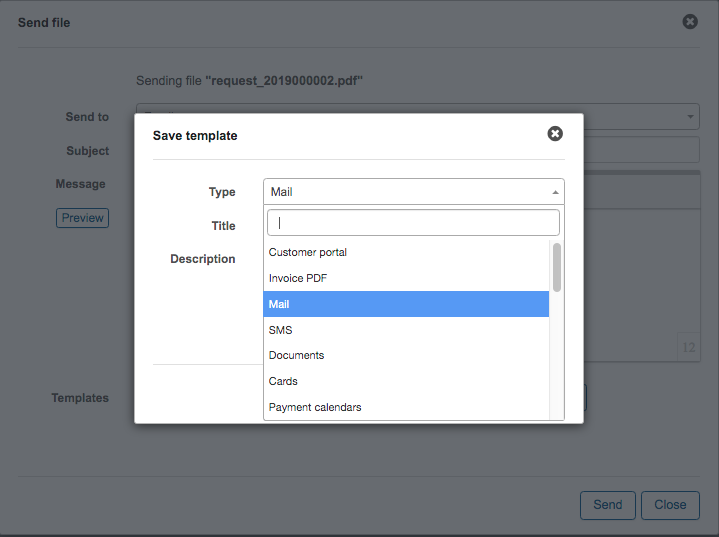 Send file
Sending file "request_2019000002.pdf"
Send to
Subject
Message
Preview
Save template
Type
Mail
Title
Description
Customer portal
Invoice PDF
Mail
SMS
Documents
Cards
Payment calendars
12
Templates
Send
Close